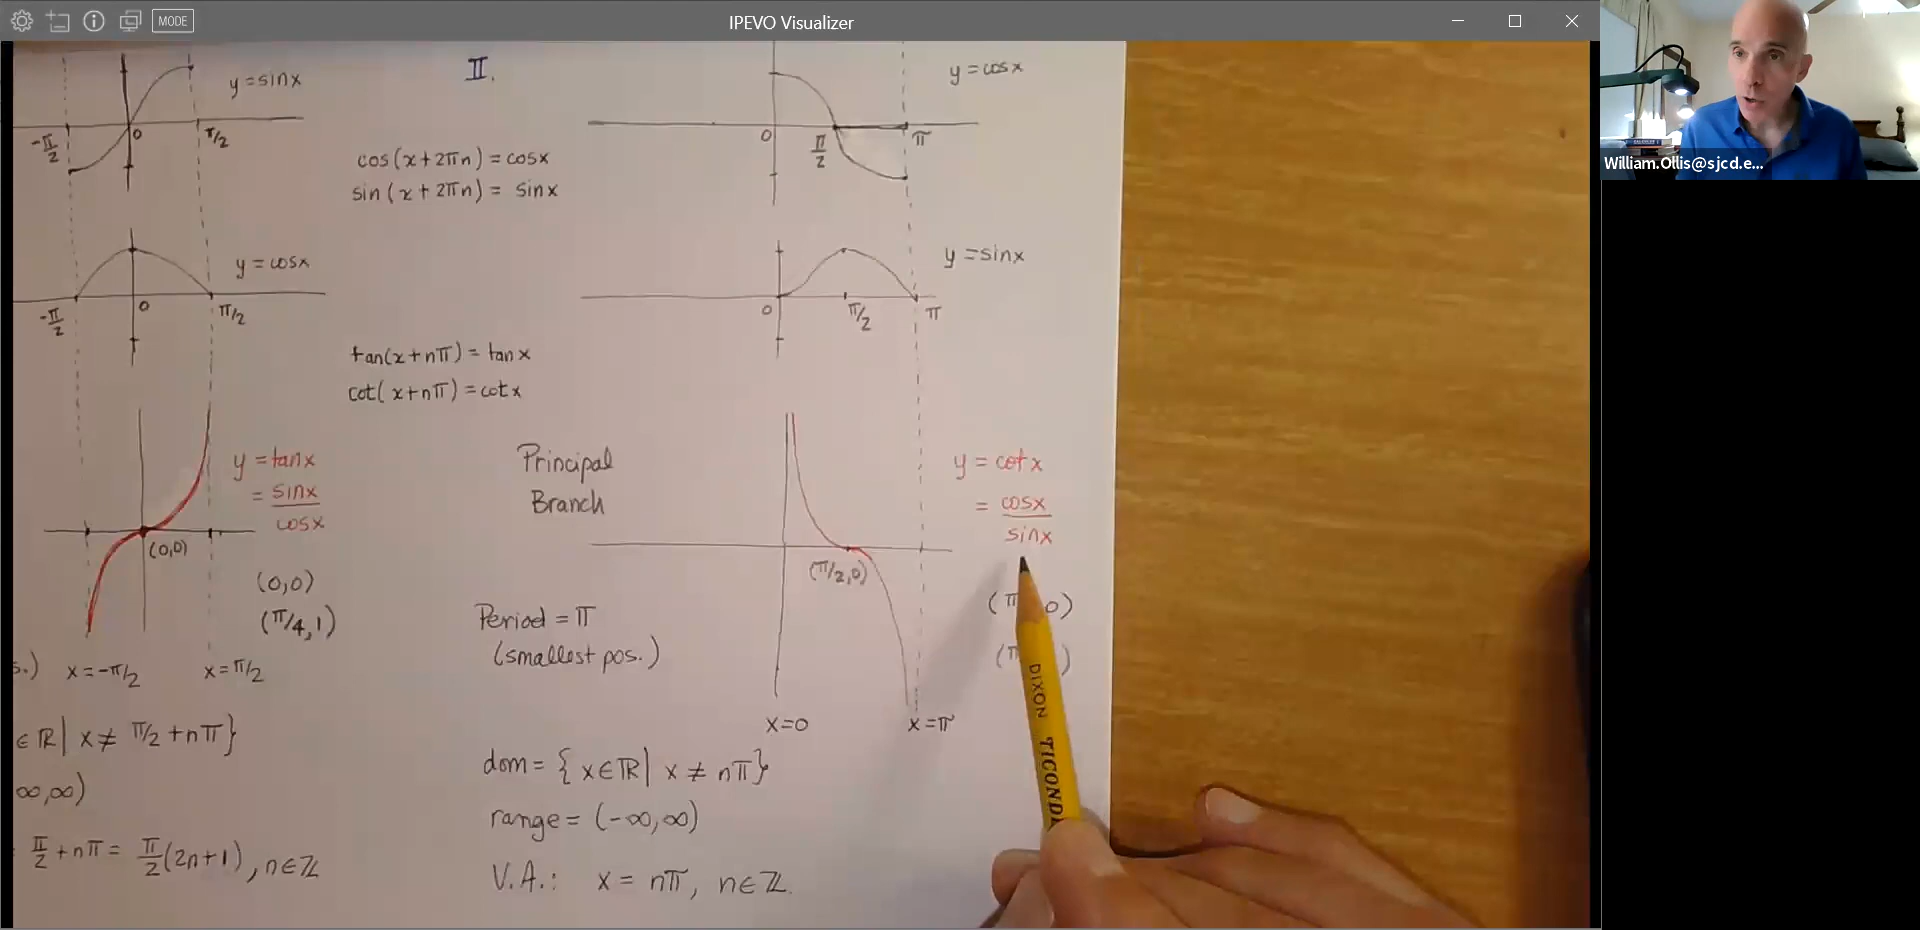 MODE
IPEVO Visualizer
William.Ollis@sjcd.e...
II.
y = sinx
-π/2
0
π/2
cos(x+2πn) = cosx
sin(x+2πn) = sinx
y = cosx
0
π/2
π
y = cosx
-π/2
0
π/2
y = sinx
0
π/2
π
tan(x+nπ) = tanx
cot(x+nπ) = cotx
y = tanx
= sinx
cosx
(0,0)
(0,0)
(π/4,1)
x = -π/2
x = π/2
Principal
Branch
Period = π
(smallest pos.)
y = cotx
= cosx
sinx
(π/2,0)
(π 0)
(π )
x=0
x=π
s.)
∈ℝ| x ≠ π/2 + nπ}
∞,∞)
π/2 + nπ = π/2(2n+1), n∈ℤ
dom = {x∈ℝ| x ≠ nπ}
range = (-∞,∞)
V.A.: x = nπ, n∈ℤ.
DIXON TICONDE